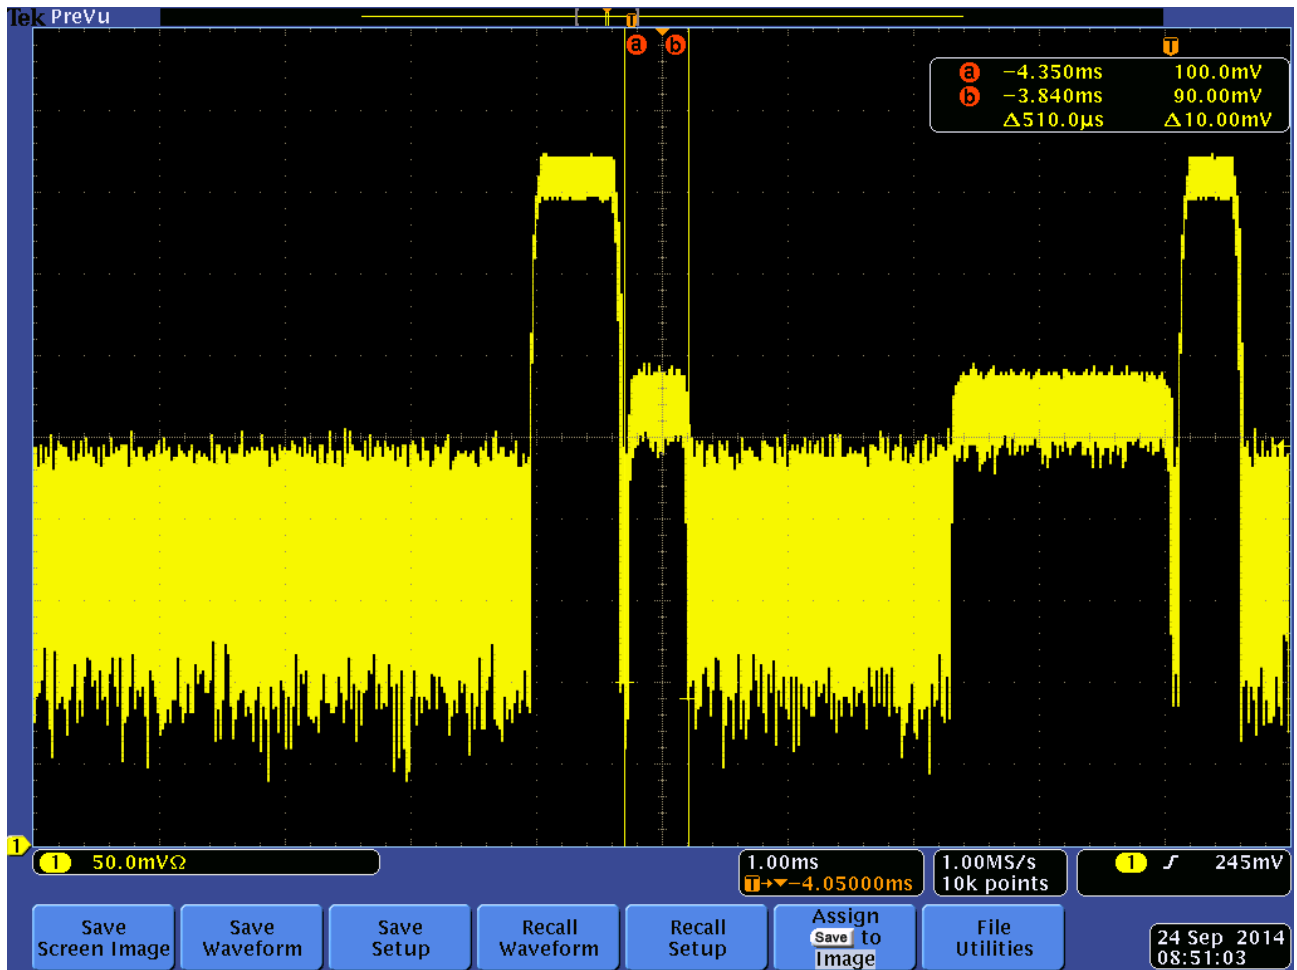 Tek PreVu
T
a b
T
a -4.350ms 100.0mV
b -3.840ms 90.00mV
Δ510.0µs Δ10.00mV
1
1 50.0mVΩ
1.00ms
T→▼-4.05000ms
1.00MS/s
10k points
1 245mV
Save
Screen Image
Save
Waveform
Save
Setup
Recall
Waveform
Recall
Setup
Assign
Save to
Image
File
Utilities
24 Sep 2014
08:51:03